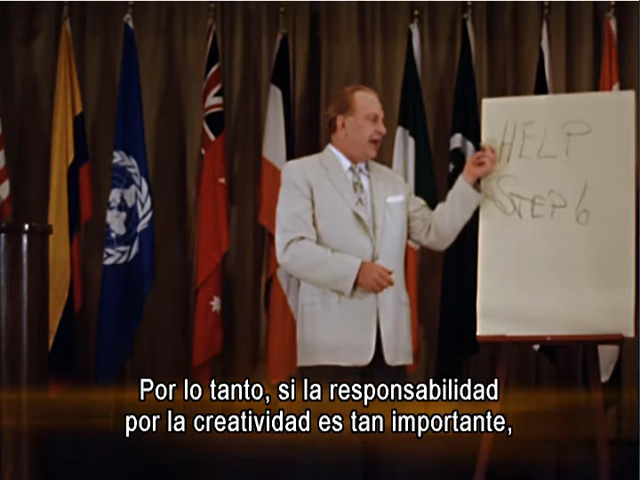 HELP
STEP 6
Por lo tanto, si la responsabilidad
por la creatividad es tan importante,